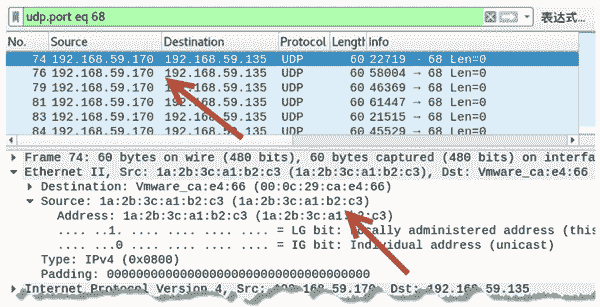 udp.port eq 68 表达式…
No. Source Destination Protocol Length Info
74 192.168.59.170 192.168.59.135 UDP 60 22719 → 68 Len=0
76 192.168.59.170 192.168.59.135 UDP 60 58004 → 68 Len=0
79 192.168.59.170 192.168.59.135 UDP 60 46369 → 68 Len=0
81 192.168.59.170 192.168.59.135 UDP 60 61447 → 68 Len=0
83 192.168.59.170 192.168.59.135 UDP 60 21515 → 68 Len=0
84 192.168.59.170 192.168.59.135 UDP 60 45529 → 68 Len=0
Frame 74: 60 bytes on wire (480 bits), 60 bytes captured (480 bits) on interfa
Ethernet II, Src: 1a:2b:3c:a1:b2:c3 (1a:2b:3c:a1:b2:c3), Dst: Vmware_ca:e4:66
Destination: Vmware_ca:e4:66 (00:0c:29:ca:e4:66)
Source: 1a:2b:3c:a1:b2:c3 (1a:2b:3c:a1:b2:c3)
Address: 1a:2b:3c:a1:b2:c3 (1a:2b:3c:a1:b2:c3)
.... ..1. .... .... .... .... = LG bit: Locally administered address (this
.... ...0 .... .... .... .... = IG bit: Individual address (unicast)
Type: IPv4 (0x0800)
Padding: 000000000000000000000000000000000000
Internet Protocol Version 4, Src: 192.168.59.170, Dst: 192.168.59.135